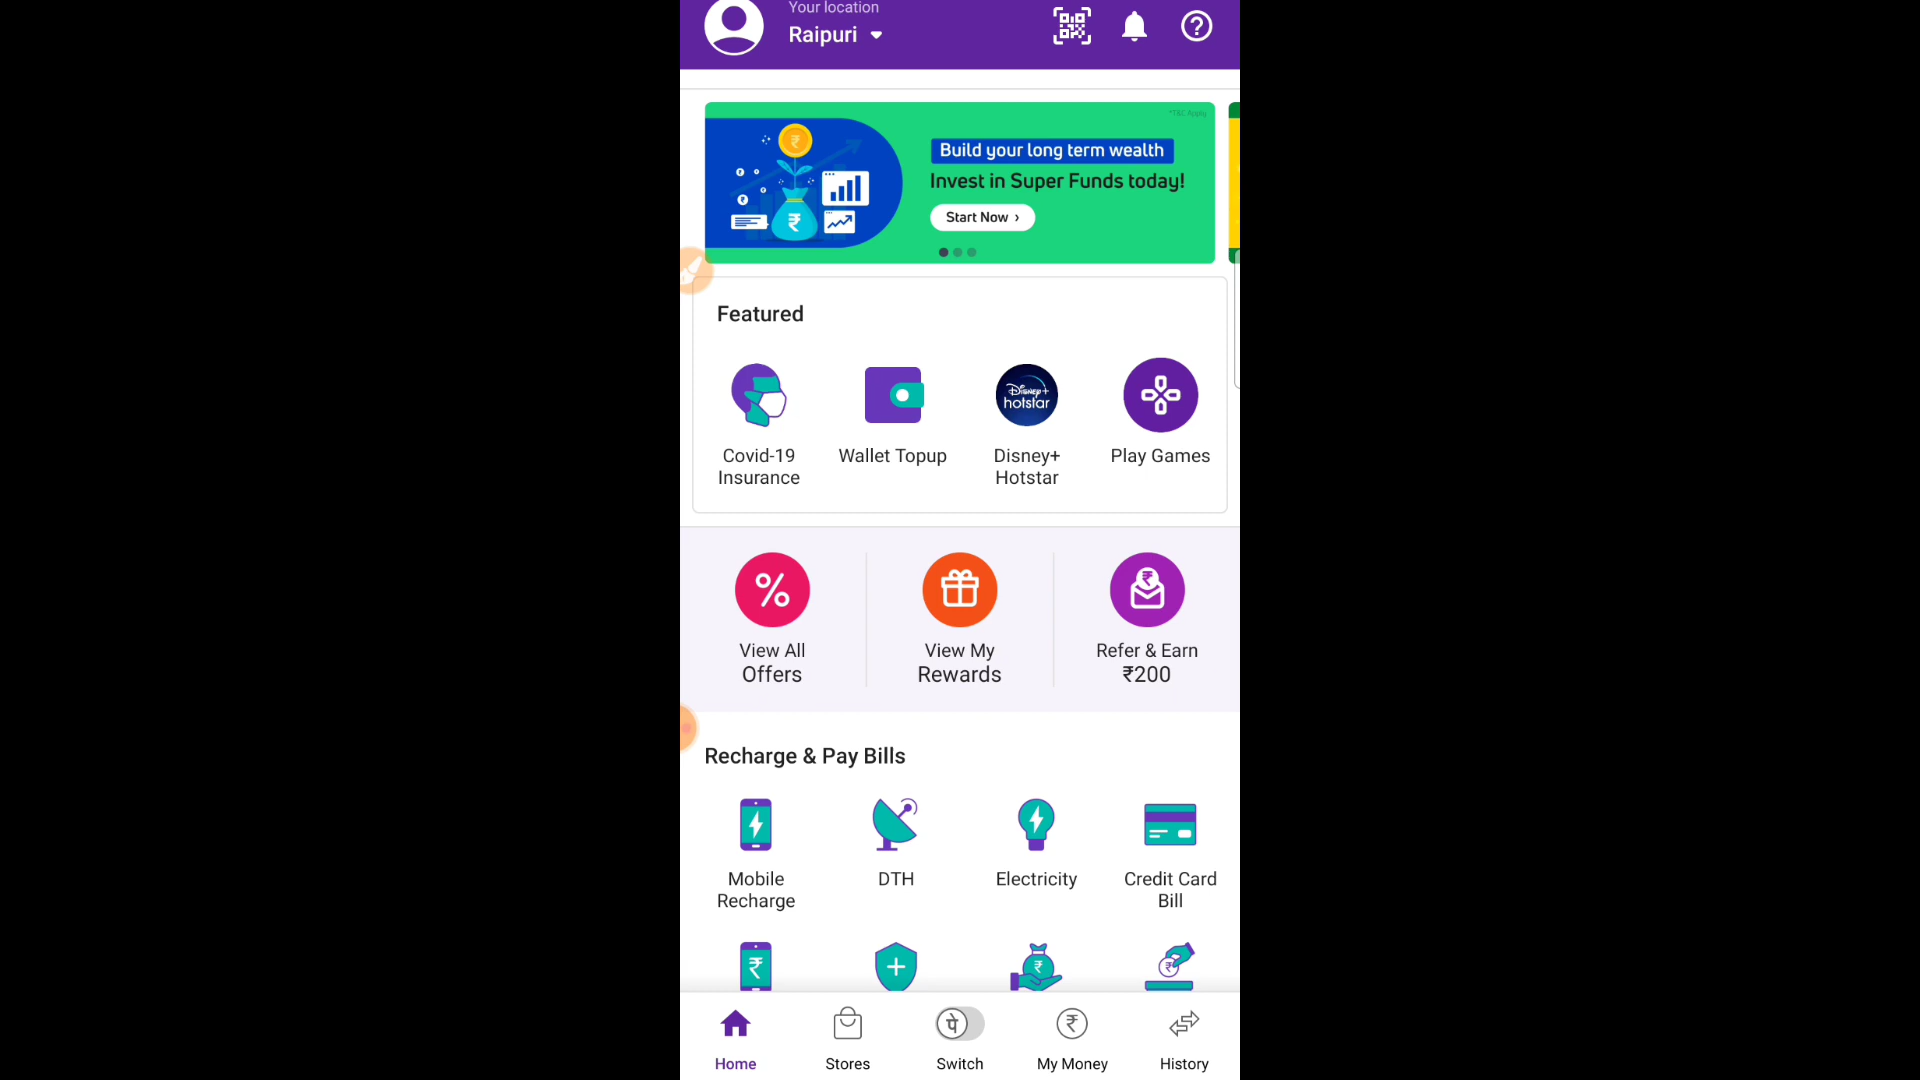 Your location
Raipuri
*T&C Apply
Build your long term wealth
Invest in Super Funds today!
Start Now ›
Featured
Disney+
hotstar
Covid-19
Insurance
Wallet Topup
Disney+
Hotstar
Play Games
%
View All
Offers
View My
Rewards
Refer & Earn
₹200
Recharge & Pay Bills
Mobile
Recharge
DTH
Electricity
Credit Card
Bill
पे
₹
Home
Stores
Switch
My Money
History